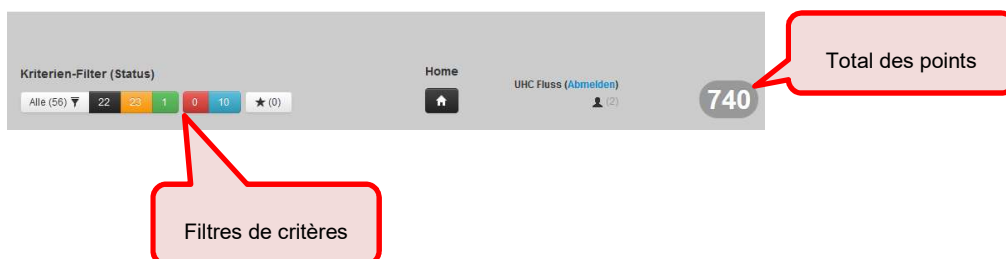 Total des points
Kriterien-Filter (Status)
Home
UHC Fluss (Abmelden)
Alle (56) 22 23 1 0 10 ★ (0)
(2)
740
Filtres de critères